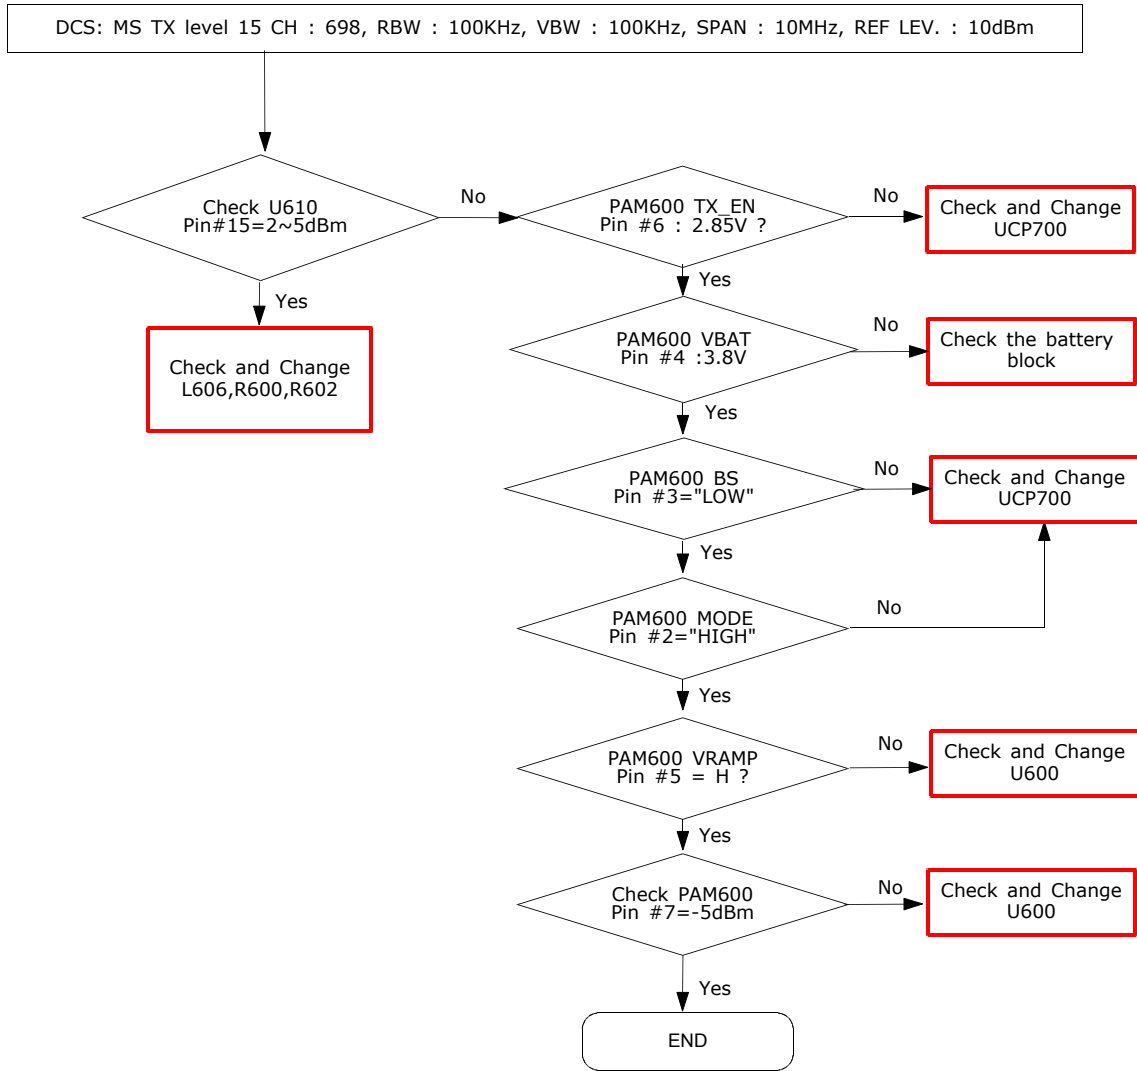 DCS: MS TX level 15 CH : 698, RBW : 100KHz, VBW : 100KHz, SPAN : 10MHz, REF LEV. : 10dBm
Check U610
Pin#15=2~5dBm
No
Yes
Check and Change
L606,R600,R602
PAM600 TX_EN
Pin #6 : 2.85V ?
No
Check and Change
UCP700
Yes
PAM600 VBAT
Pin #4 :3.8V
No
Check the battery
block
Yes
PAM600 BS
Pin #3="LOW"
No
Check and Change
UCP700
Yes
PAM600 MODE
Pin #2="HIGH"
No
Yes
PAM600 VRAMP
Pin #5 = H ?
No
Check and Change
U600
Yes
Check PAM600
Pin #7=-5dBm
No
Check and Change
U600
Yes
END